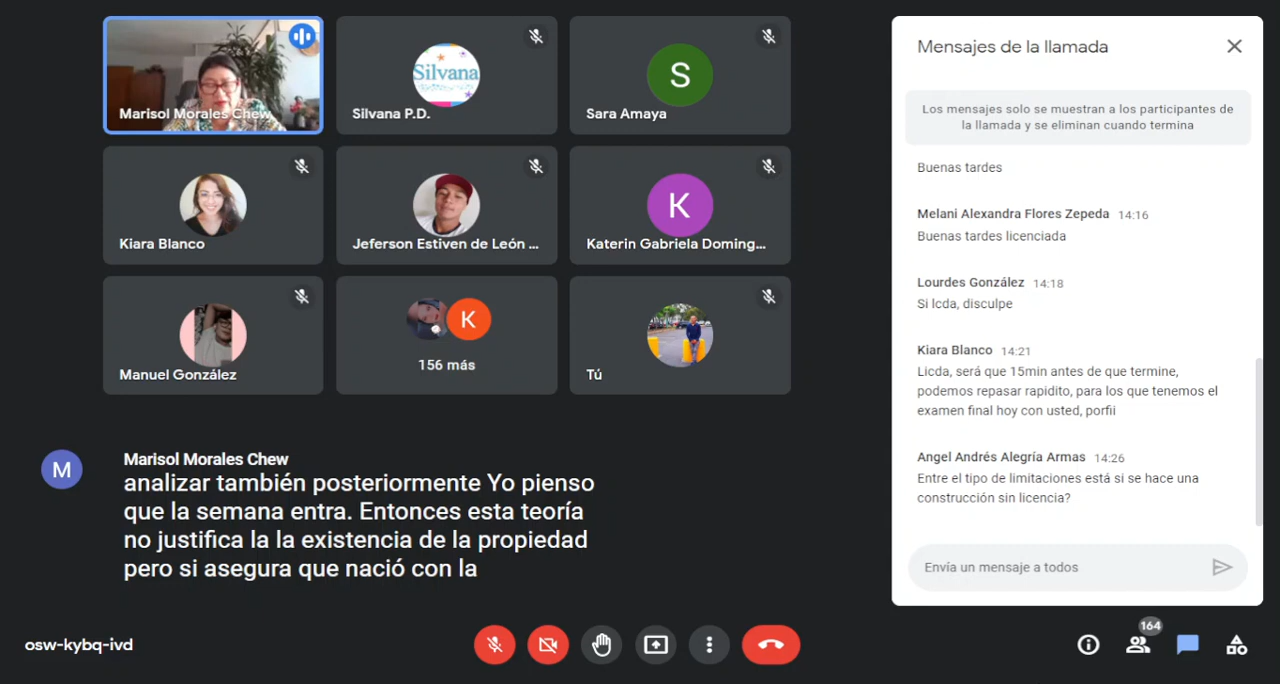 Marisol Morales Chew
Silvana
Silvana P.D.
S
Sara Amaya
Kiara Blanco
Jeferson Estiven de León ...
K
Katerin Gabriela Doming...
Manuel González
K
156 más
Tú
M
Marisol Morales Chew
analizar también posteriormente Yo pienso
que la semana entra. Entonces esta teoría
no justifica la la existencia de la propiedad
pero si asegura que nació con la
osw-kybq-ivd
Mensajes de la llamada
Los mensajes solo se muestran a los participantes de
la llamada y se eliminan cuando termina
Buenas tardes
Melani Alexandra Flores Zepeda 14:16
Buenas tardes licenciada
Lourdes González 14:18
Si lcda, disculpe
Kiara Blanco 14:21
Licda, será que 15min antes de que termine,
podemos repasar rapidito, para los que tenemos el
examen final hoy con usted, porfii
Angel Andrés Alegría Armas 14:26
Entre el tipo de limitaciones está si se hace una
construcción sin licencia?
Envía un mensaje a todos
164